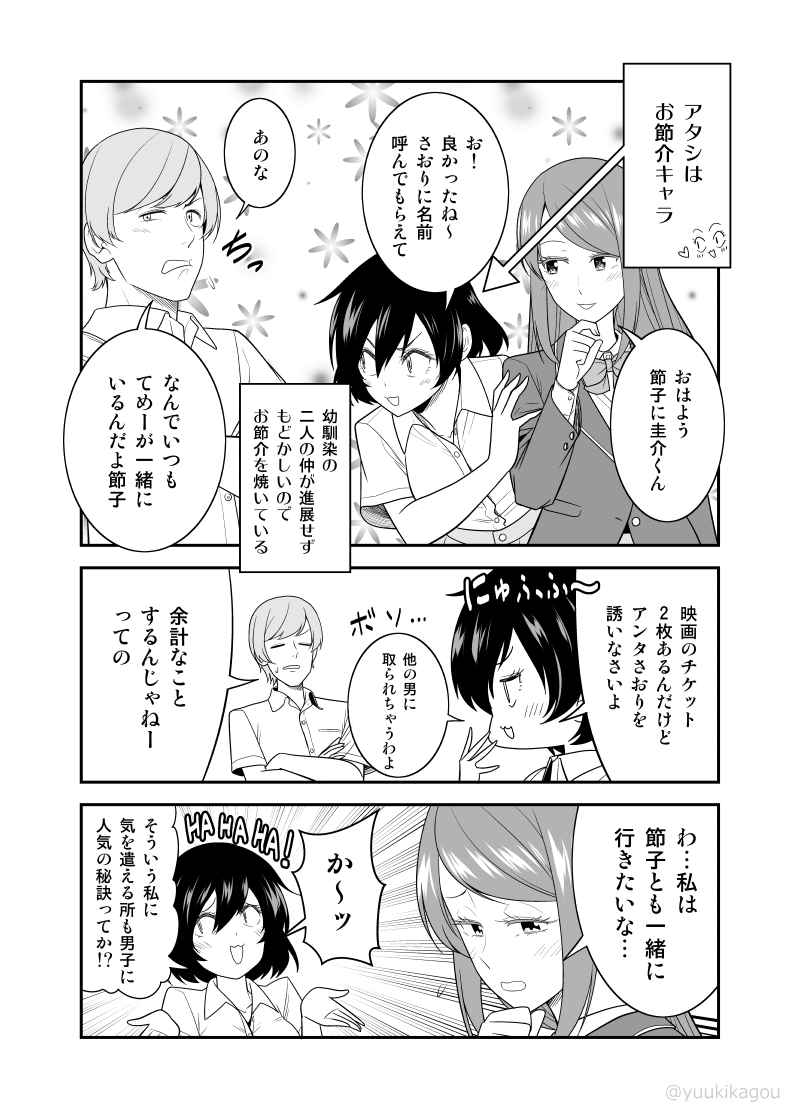 アタシは
お節介キャラ
おはよう
節子に圭介くん
お！
良かったね～
さおりに名前
呼んでもらえて
あのな
ちっ
なんでいつも
てめーが一緒に
いるんだよ節子
幼馴染の
二人の仲が進展せず
もどかしいので
お節介を焼いている
映画のチケット
2枚あるんだけど
アンタさおりを
誘いなさいよ
にゅふふふ～
ボソ…
他の男に
取られちゃうわよ
余計なこと
するんじゃねー
っての
わ…私は
節子とも一緒に
行きたいな…
か～ッ
HA HA HA!
そういう私に
気を遣える所も男子に
人気の秘訣ってか!?
@yuukikagou